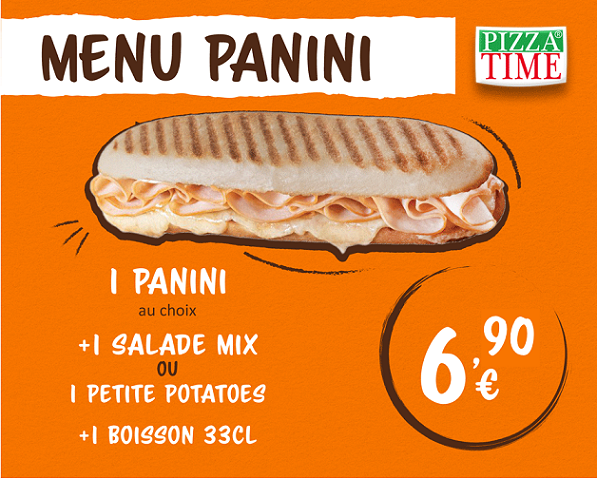 MENU PANINI
PIZZA®
TIME
1 PANINI
au choix
+1 SALADE MIX
OU
1 PETITE POTATOES
+1 BOISSON 33CL
6,90
€